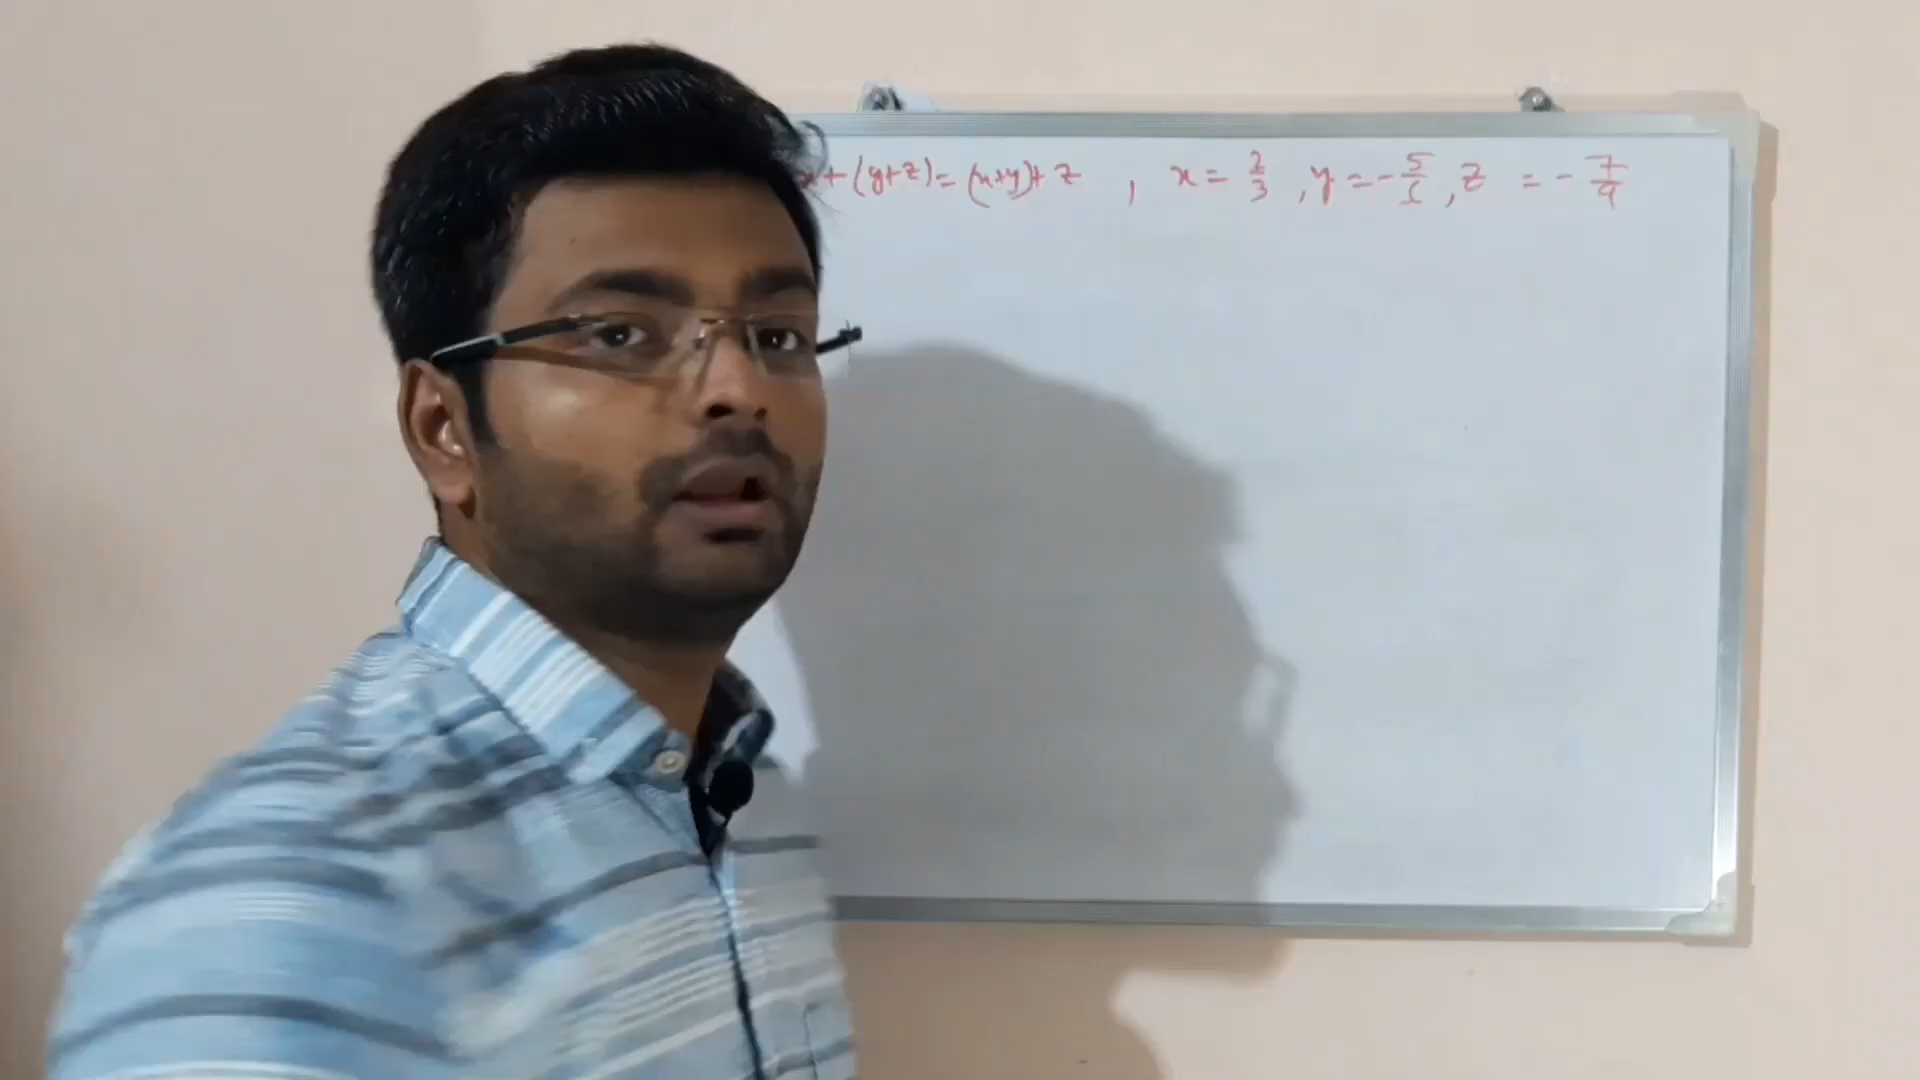 x+(y+z)=(x+y)+z , x=2/3 , y=-5/6 , z =-7/9